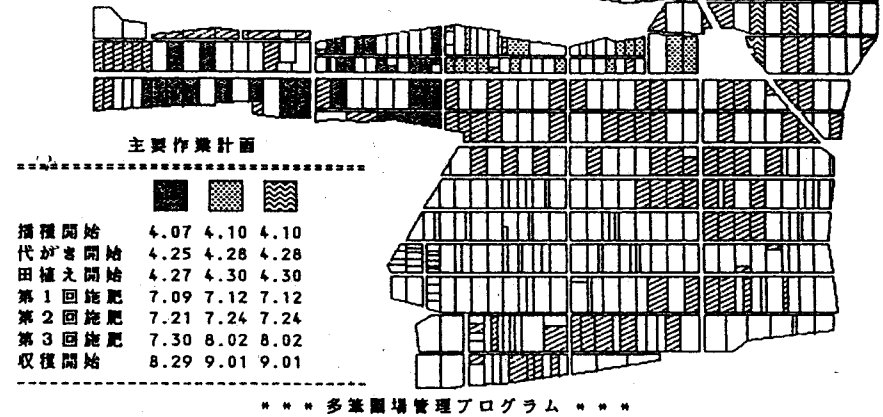 主要作業計画
播種開始 4.07 4.10 4.10
代がき開始 4.25 4.28 4.28
田植え開始 4.27 4.30 4.30
第1回施肥 7.09 7.12 7.12
第2回施肥 7.21 7.24 7.24
第3回施肥 7.30 8.02 8.02
収穫開始 8.29 9.01 9.01
* * * 多筆圃場管理プログラム * * *